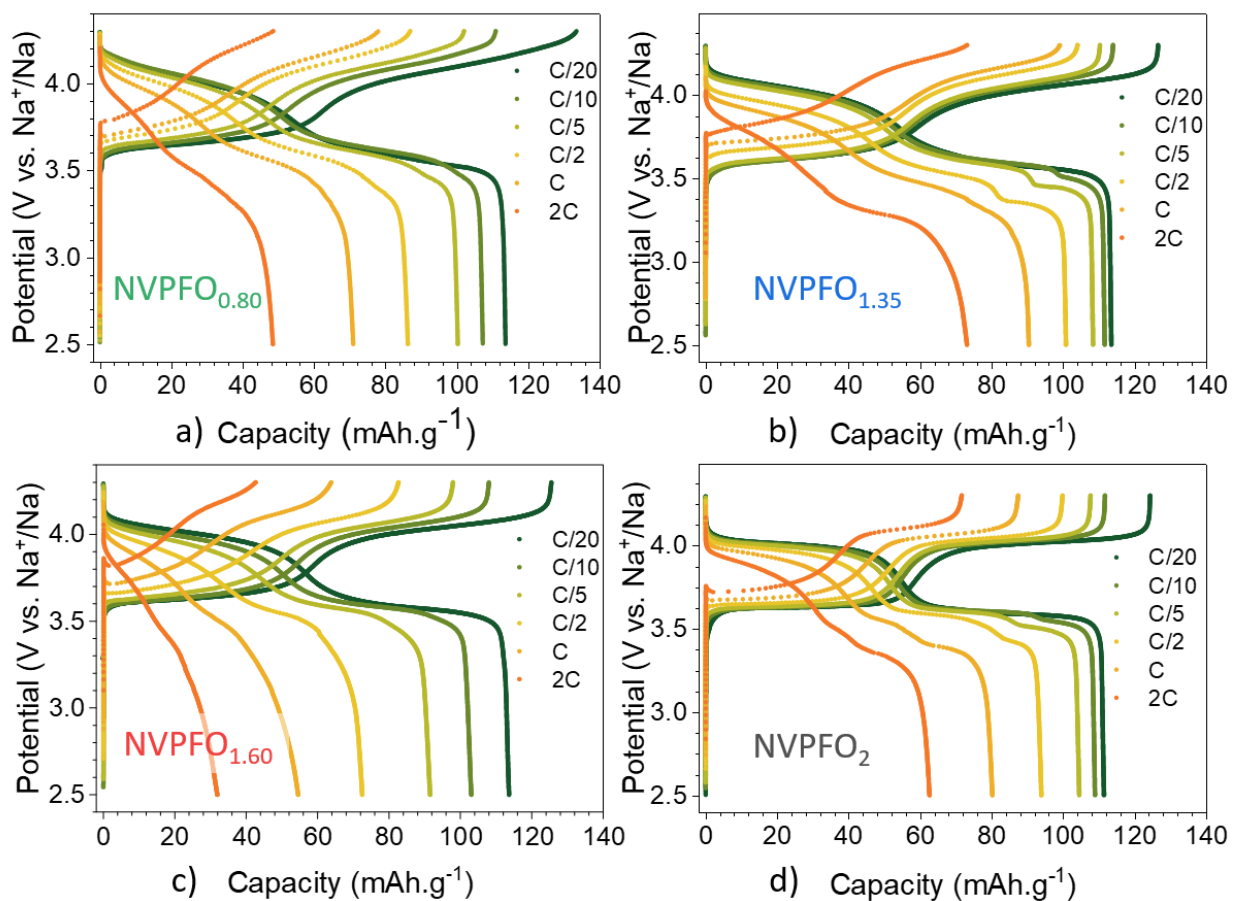 Potential (V vs. Na⁺/Na)
4.0
3.5
3.0
2.5
C/20
C/10
C/5
C/2
C
2C
NVPFO₀.₈₀
0 20 40 60 80 100 120 140
a) Capacity (mAh.g⁻¹)
Potential (V vs. Na⁺/Na)
4.0
3.5
3.0
2.5
C/20
C/10
C/5
C/2
C
2C
NVPFO₁.₃₅
0 20 40 60 80 100 120 140
b) Capacity (mAh.g⁻¹)
Potential (V vs. Na⁺/Na)
4.0
3.5
3.0
2.5
C/20
C/10
C/5
C/2
C
2C
NVPFO₁.₆₀
0 20 40 60 80 100 120 140
c) Capacity (mAh.g⁻¹)
Potential (V vs. Na⁺/Na)
4.0
3.5
3.0
2.5
C/20
C/10
C/5
C/2
C
2C
NVPFO₂
0 20 40 60 80 100 120 140
d) Capacity (mAh.g⁻¹)